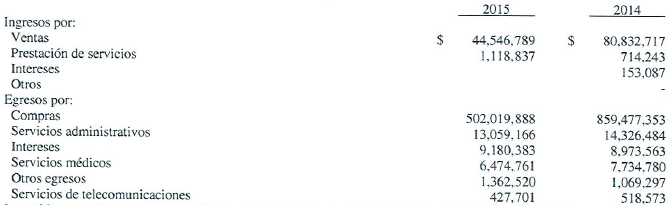 2015 2014
Ingresos por:
Ventas $ 44,546,789 $ 80,832,717
Prestación de servicios 1,118,837 714,243
Intereses 153,087
Otros -
Egresos por:
Compras 502,019,888 859,477,353
Servicios administrativos 13,059,166 14,326,484
Intereses 9,180,383 8,973,563
Servicios médicos 6,474,761 7,734,780
Otros egresos 1,362,520 1,069,297
Servicios de telecomunicaciones 427,701 518,573